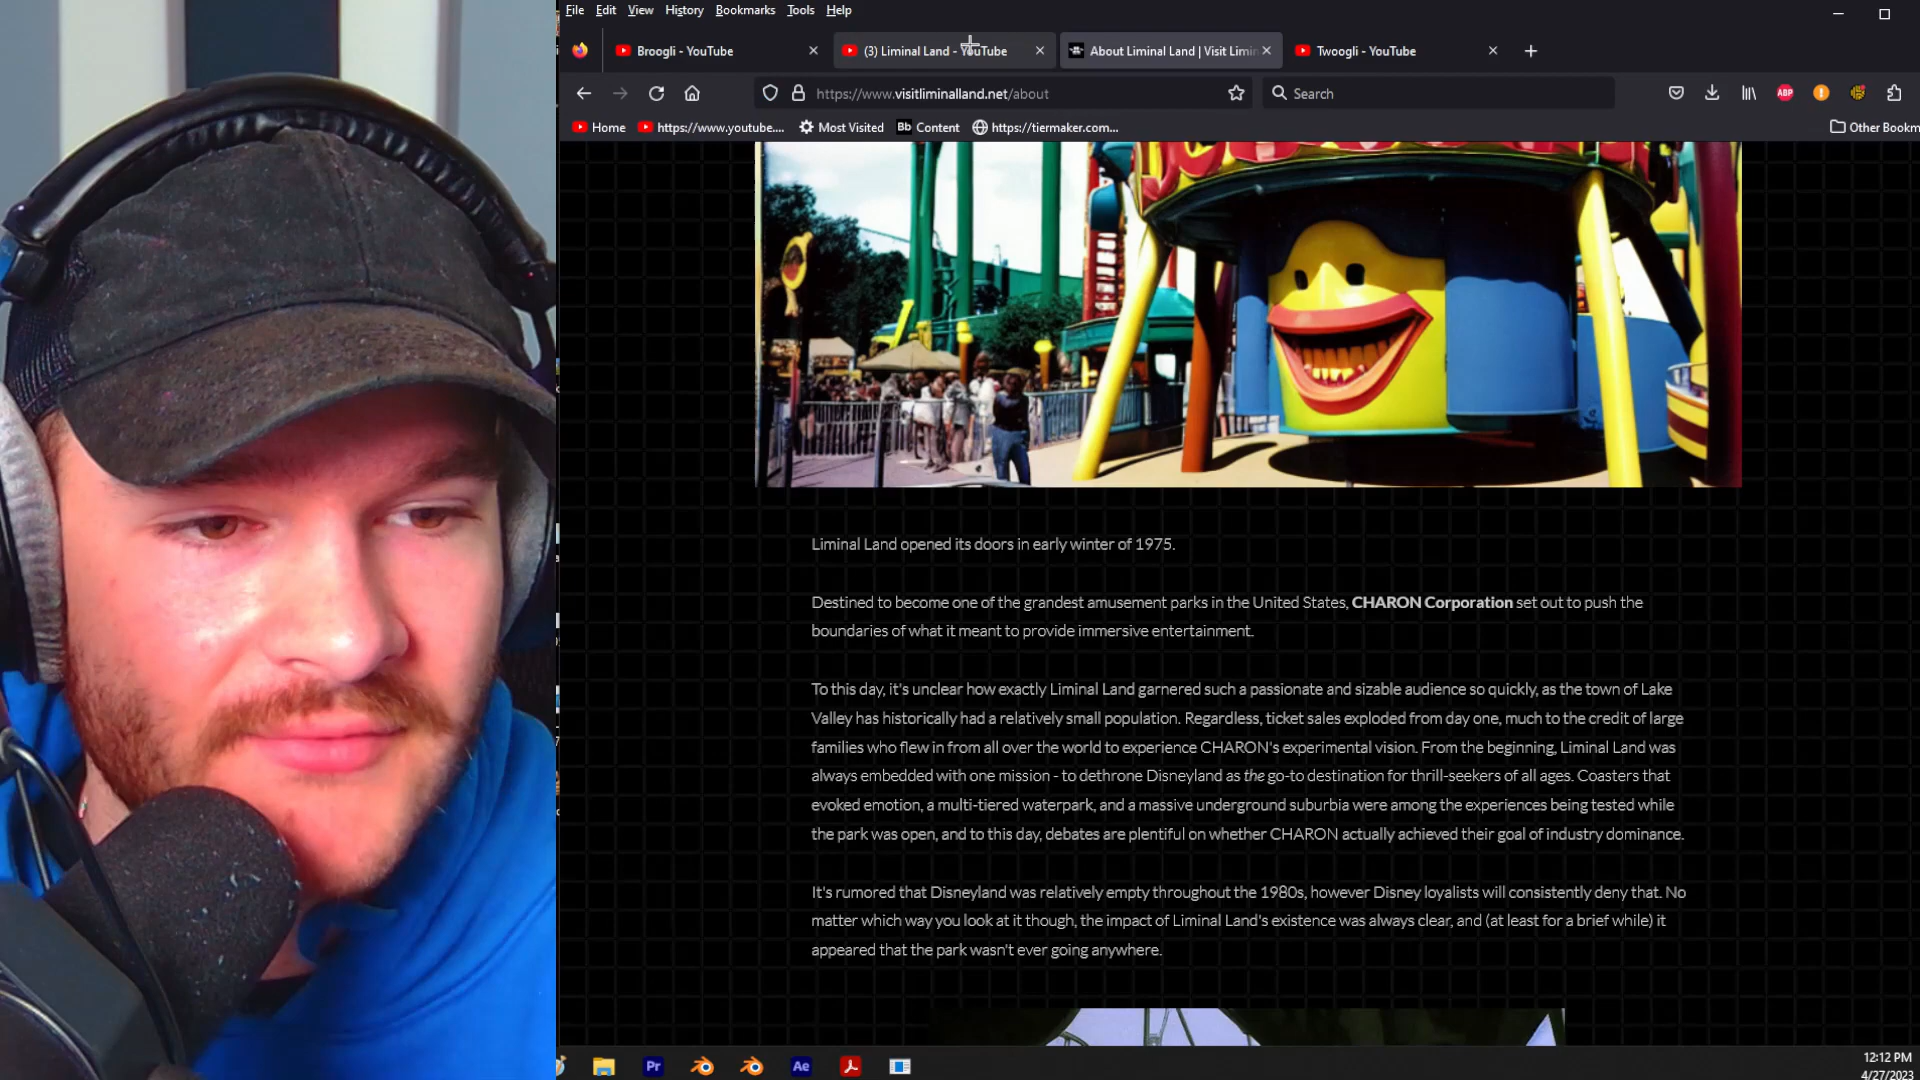 File Edit View History Bookmarks Tools Help
Broogli - YouTube
(3) Liminal Land - YouTube
About Liminal Land | Visit Limin
Twoogli - YouTube
https://www.visitliminalland.net/about
Search
ABP
Home
https://www.youtube....
Most Visited
Bb Content
https://tiermaker.com...
Other Bookm
Liminal Land opened its doors in early winter of 1975.
Destined to become one of the grandest amusement parks in the United States, CHARON Corporation set out to push the
boundaries of what it meant to provide immersive entertainment.
To this day, it's unclear how exactly Liminal Land garnered such a passionate and sizable audience so quickly, as the town of Lake
Valley has historically had a relatively small population. Regardless, ticket sales exploded from day one, much to the credit of large
families who flew in from all over the world to experience CHARON's experimental vision. From the beginning, Liminal Land was
always embedded with one mission - to dethrone Disneyland as the go-to destination for thrill-seekers of all ages. Coasters that
evoked emotion, a multi-tiered waterpark, and a massive underground suburbia were among the experiences being tested while
the park was open, and to this day, debates are plentiful on whether CHARON actually achieved their goal of industry dominance.
It's rumored that Disneyland was relatively empty throughout the 1980s, however Disney loyalists will consistently deny that. No
matter which way you look at it though, the impact of Liminal Land's existence was always clear, and (at least for a brief while) it
appeared that the park wasn't ever going anywhere.
Pr
Ae
12:12 PM
4/27/2023